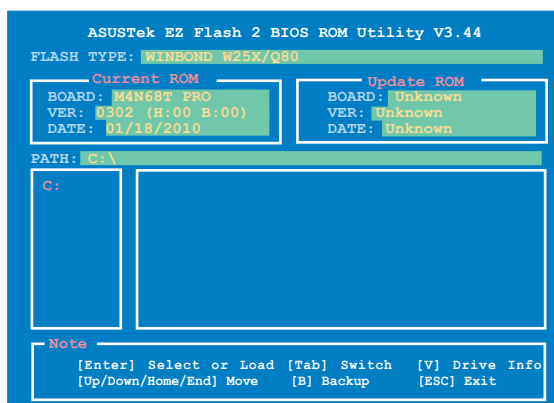 ASUSTek EZ Flash 2 BIOS ROM Utility V3.44
FLASH TYPE: WINBOND W25X/Q80
Current ROM
BOARD: M4N68T PRO
VER: 0302 (H:00 B:00)
DATE: 01/18/2010
Update ROM
BOARD: Unknown
VER: Unknown
DATE: Unknown
PATH: C:\
C:
Note
[Enter] Select or Load [Tab] Switch [V] Drive Info
[Up/Down/Home/End] Move [B] Backup [ESC] Exit